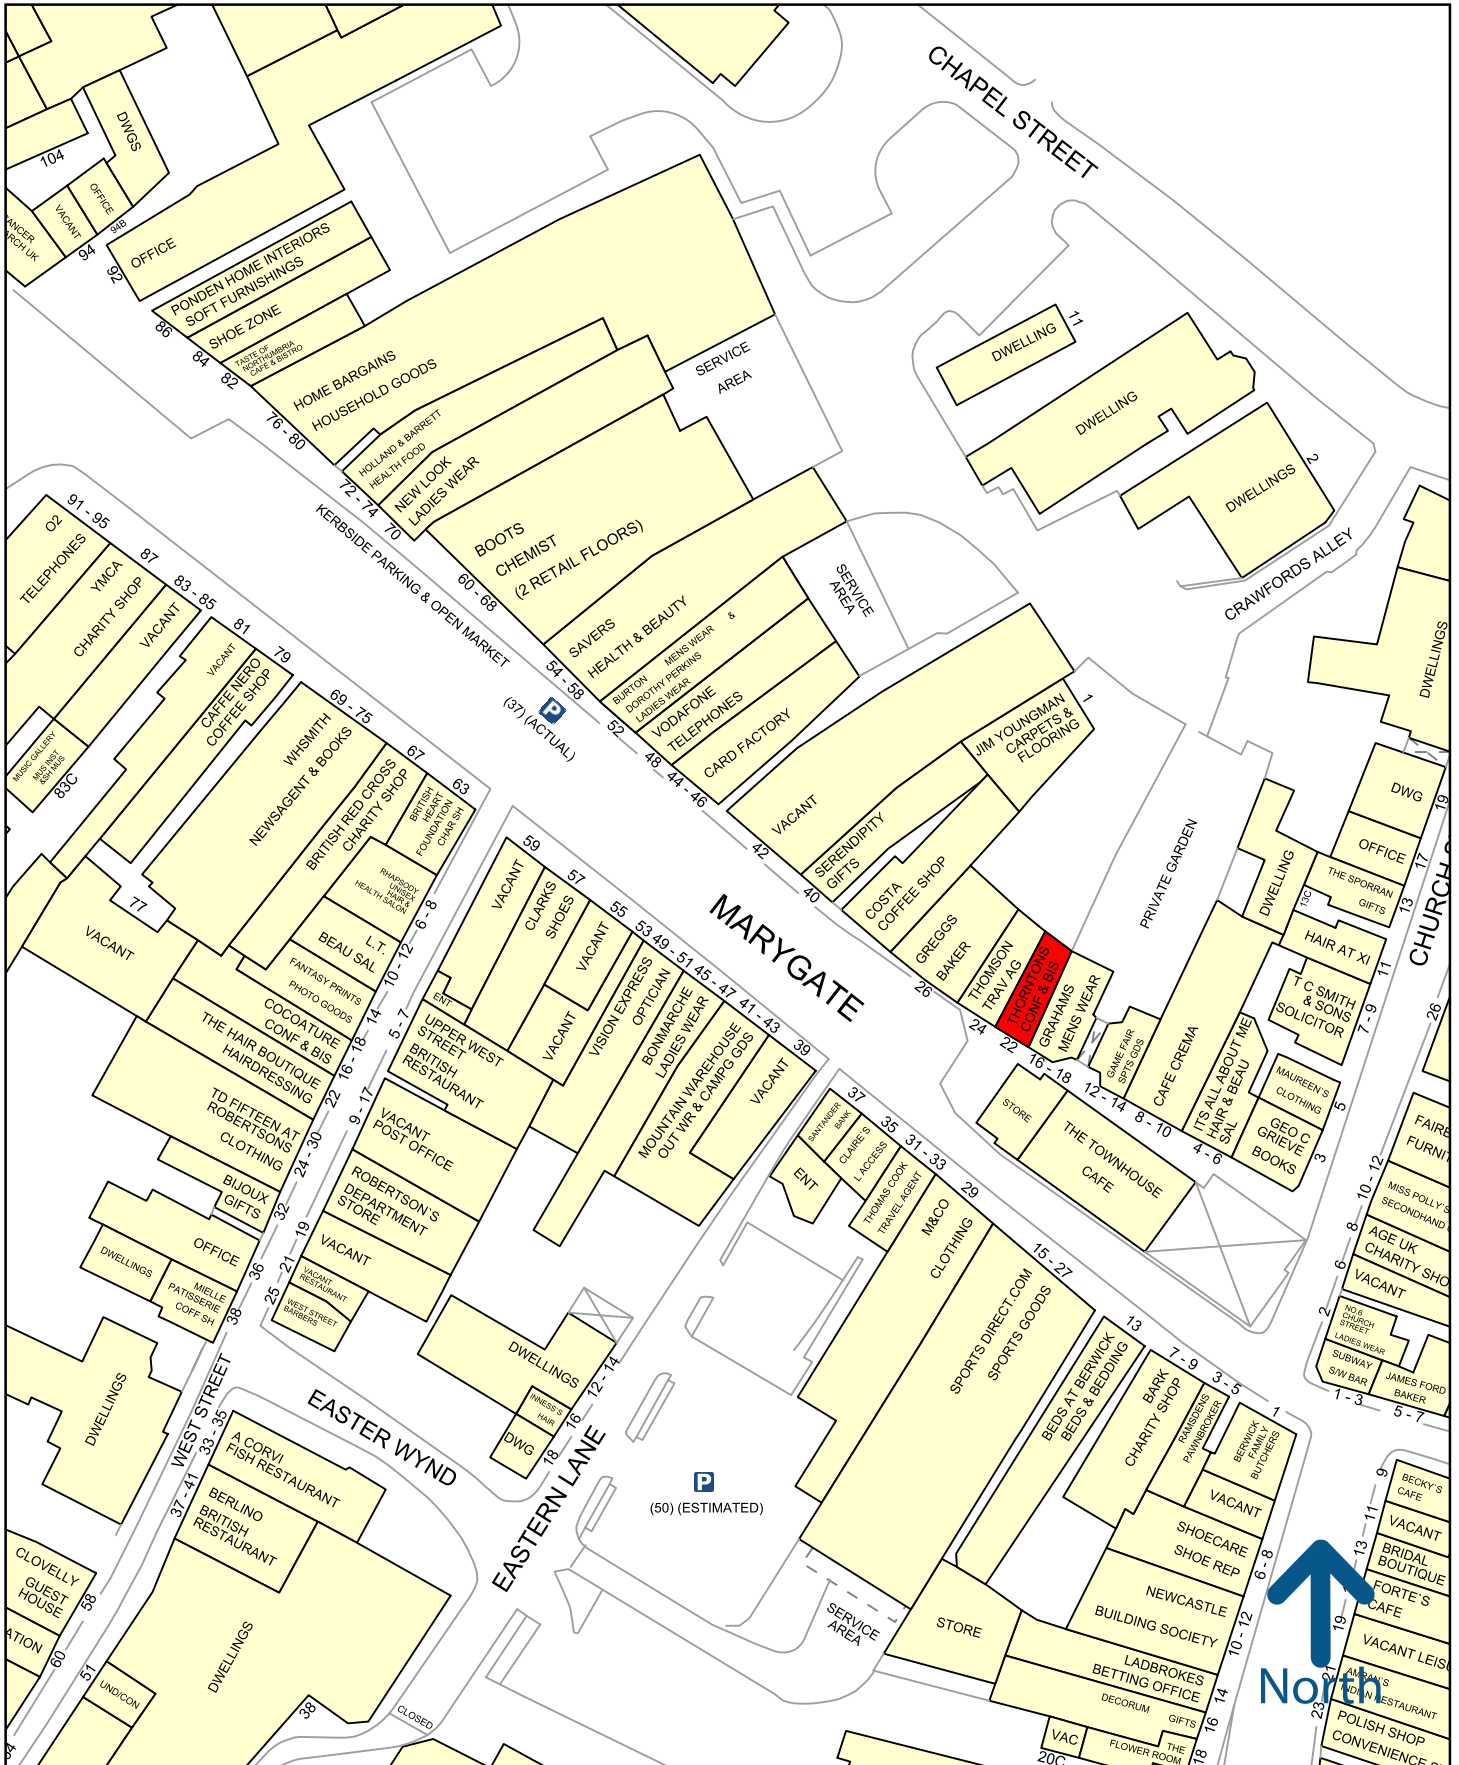 CHAPEL STREET
DWGS
104
OFFICE
VACANT
94B
94
92
OFFICE
PONDEN HOME INTERIORS
SOFT FURNISHINGS
86
SHOE ZONE
84
TASTE OF
NORTHUMBRIA
CAFE & BISTRO
82
HOME BARGAINS
HOUSEHOLD GOODS
76 - 80
HOLLAND & BARRETT
HEALTH FOOD
72 - 74
NEW LOOK
LADIES WEAR
70
SERVICE
AREA
BOOTS
CHEMIST
(2 RETAIL FLOORS)
60 - 68
SAVERS
HEALTH & BEAUTY
54 - 58
BURTON MENS WEAR &
DOROTHY PERKINS
LADIES WEAR
52
VODAFONE
TELEPHONES
48
CARD FACTORY
44 - 46
SERVICE
AREA
DWELLING
11
DWELLING
DWELLINGS
2
CRAWFORDS ALLEY
DWELLINGS
KERBSIDE PARKING & OPEN MARKET
P
(37) (ACTUAL)
91 - 95
O2
TELEPHONES
87
YMCA
CHARITY SHOP
83 - 85
VACANT
81
VACANT
79
CAFFE NERO
COFFEE SHOP
MUSIC GALLERY
MUS INST
&SH MUS
83C
69 - 75
WHSMITH
NEWSAGENT & BOOKS
67
BRITISH RED CROSS
CHARITY SHOP
63
BRITISH
HEART
FOUNDATION
CHAR SH
77
VACANT
RHAPSODY
UNISEX
HAIR &
HEALTH SALON
6 - 8
L.T.
BEAU SAL
10 - 12
FANTASY PRINTS
PHOTO GOODS
14
COCOATURE
CONF & BIS
16 - 18
THE HAIR BOUTIQUE
HAIRDRESSING
22
TD FIFTEEN AT
ROBERTSONS
CLOTHING
24 - 30
BIJOUX
GIFTS
32
OFFICE
36
DWELLINGS
MIELLE
PATISSERIE
COFF SH
38
DWELLINGS
WEST STREET
59
VACANT
57
CLARKS
SHOES
55
VACANT
VACANT
53
VISION EXPRESS
OPTICIAN
49 - 51
BONMARCHE
LADIES WEAR
45 - 47
MOUNTAIN WAREHOUSE
OUT WR & CAMPG GDS
41 - 43
VACANT
39
ENT
UPPER WEST
STREET
BRITISH
RESTAURANT
5 - 7
VACANT
POST OFFICE
9 - 17
ROBERTSON`S
DEPARTMENT
STORE
19
VACANT
21
VACANT
RESTAURANT
WEST STREET
BARBERS
25
MARYGATE
VACANT
42
JIM YOUNGMAN
CARPETS &
FLOORING
1
SERENDIPITY
GIFTS
40
COSTA
COFFEE SHOP
GREGGS
BAKER
26
THOMSON
TRAV AG
24
THORNTONS
CONF & BIS
22
GRAHAMS
MENS WEAR
16 - 18
PRIVATE GARDEN
GAME FAIR
SPTS GDS
12 - 14
CAFE CREMA
8 - 10
ITS ALL ABOUT ME
HAIR & BEAU
SAL
4 - 6
GEO C
GRIEVE
BOOKS
3
MAUREEN`S
CLOTHING
5
T C SMITH
& SONS
SOLICITOR
7 - 9
HAIR AT XI
11
DWELLING
13C
THE SPORRAN
GIFTS
13
OFFICE
17
DWG
19
26
STORE
THE TOWNHOUSE
CAFE
SANTANDER
BANK
37
ENT
CLAIRE`S
L ACCESS
35
THOMAS COOK
TRAVEL AGENT
31 - 33
M&CO
CLOTHING
29
SPORTS DIRECT.COM
SPORTS GOODS
15 - 27
BEDS AT BERWICK
BEDS & BEDDING
13
BARK
CHARITY SHOP
7 - 9
RAMSDENS
PAWNBROKER
3 - 5
BERWICK
FAMILY
BUTCHERS
1
VACANT
SHOECARE
SHOE REP
6 - 8
NEWCASTLE
BUILDING SOCIETY
10 - 12
LADBROKES
BETTING OFFICE
14
DECORUM
GIFTS
16
VAC
20C
THE
FLOWER ROOM
18
STORE
SERVICE
AREA
P
(50) (ESTIMATED)
EASTER WYND
EASTERN LANE
DWELLINGS
12 - 14
INNESS`S
HAIR
16
DWG
18
33 - 35
A CORVI
FISH RESTAURANT
37 - 41
BERLINO
BRITISH
RESTAURANT
DWELLINGS
38
CLOSED
51
UND/CON
CLOVELLY
GUEST
HOUSE
58
60
10 - 12
MISS POLLY`S
SECONDHAND
8
AGE UK
CHARITY SHO
6
VACANT
2
NO.6
CHURCH
STREET
LADIES WEAR
SUBWAY
S/W BAR
1 - 3
JAMES FORD
BAKER
5 - 7
9
BECKY`S
CAFE
11
VACANT
13
BRIDAL
BOUTIQUE
FORTE`S
CAFE
19
VACANT
21
INDIAN RESTAURANT
23
POLISH SHOP
CONVENIENCE
North